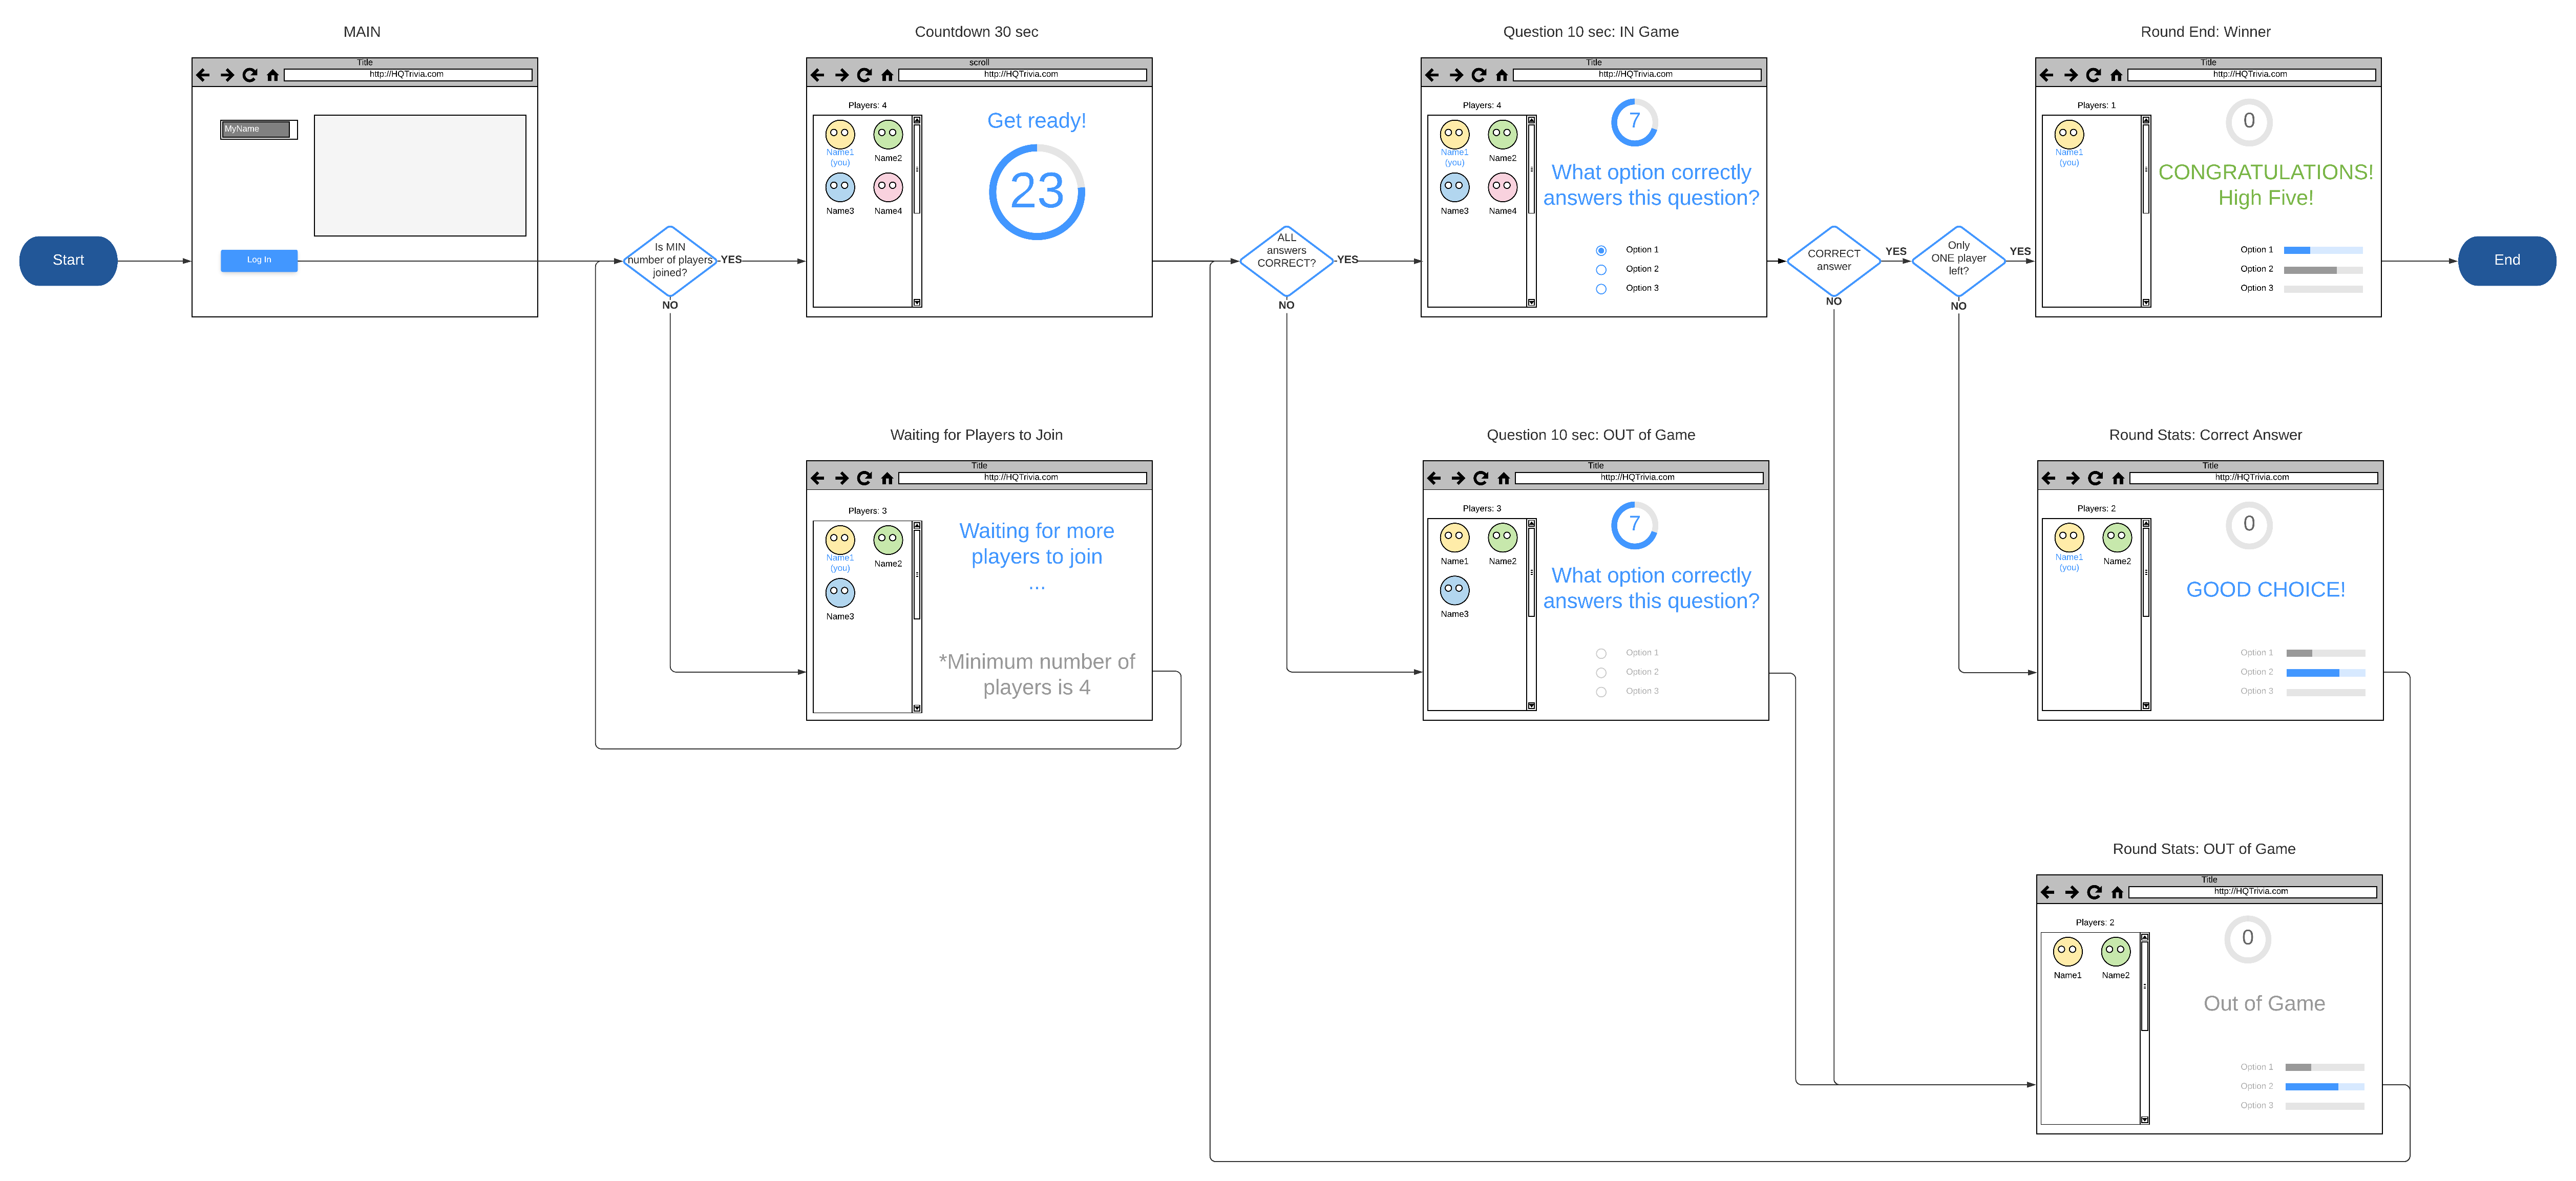 MAIN
Countdown 30 sec
Question 10 sec: IN Game
Round End: Winner
Start
Title
http://HQTrivia.com
MyName
Log In
Is MIN
number of players
joined?
YES
NO
scroll
http://HQTrivia.com
Players: 4
Name1
(you)
Name2
Name3
Name4
Get ready!
23
ALL
answers
CORRECT?
YES
NO
Title
http://HQTrivia.com
Players: 4
Name1
(you)
Name2
Name3
Name4
7
What option correctly
answers this question?
Option 1
Option 2
Option 3
CORRECT
answer
YES
NO
Only
ONE player
left?
YES
NO
Title
http://HQTrivia.com
Players: 1
Name1
(you)
0
CONGRATULATIONS!
High Five!
Option 1
Option 2
Option 3
End
Waiting for Players to Join
Title
http://HQTrivia.com
Players: 3
Name1
(you)
Name2
Name3
Waiting for more
players to join
...
*Minimum number of
players is 4
Question 10 sec: OUT of Game
Title
http://HQTrivia.com
Players: 3
Name1
Name2
Name3
7
What option correctly
answers this question?
Option 1
Option 2
Option 3
Round Stats: Correct Answer
Title
http://HQTrivia.com
Players: 2
Name1
(you)
Name2
0
GOOD CHOICE!
Option 1
Option 2
Option 3
Round Stats: OUT of Game
Title
http://HQTrivia.com
Players: 2
Name1
Name2
0
Out of Game
Option 1
Option 2
Option 3